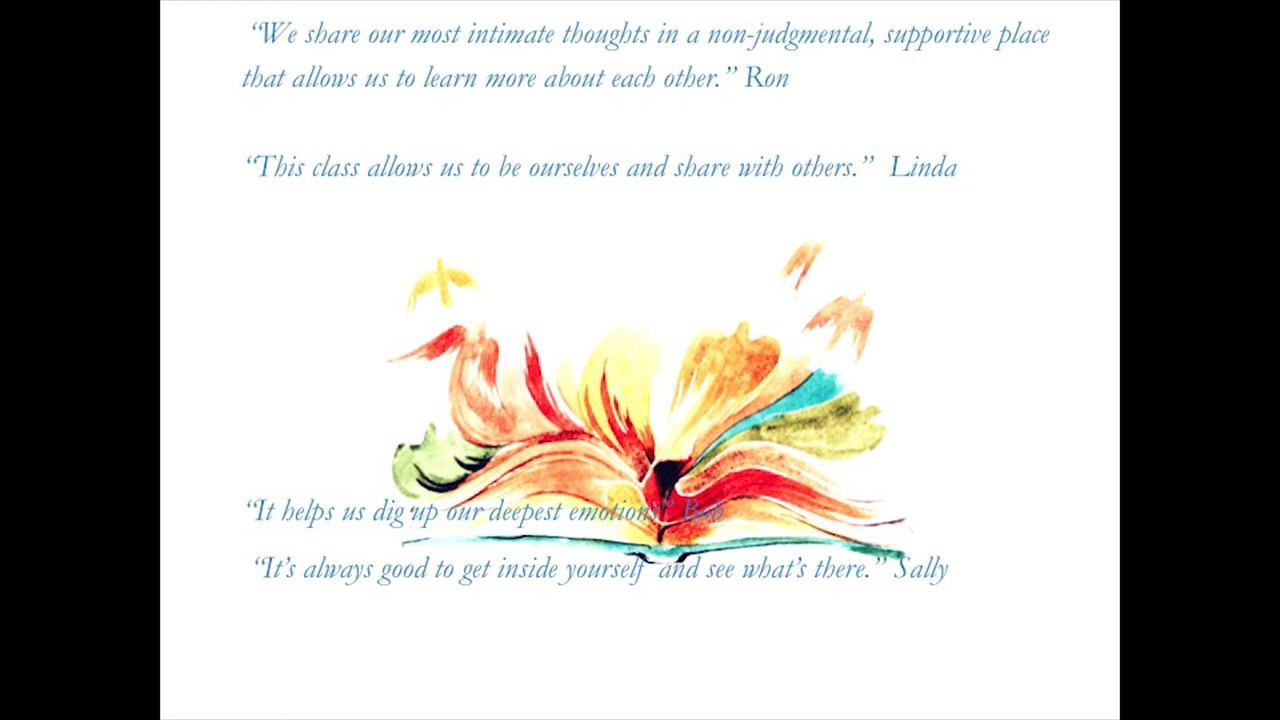 “We share our most intimate thoughts in a non-judgmental, supportive place
that allows us to learn more about each other.” Ron
“This class allows us to be ourselves and share with others.” Linda
“It helps us dig up our deepest emotions” Bob
“It’s always good to get inside yourself and see what’s there.” Sally